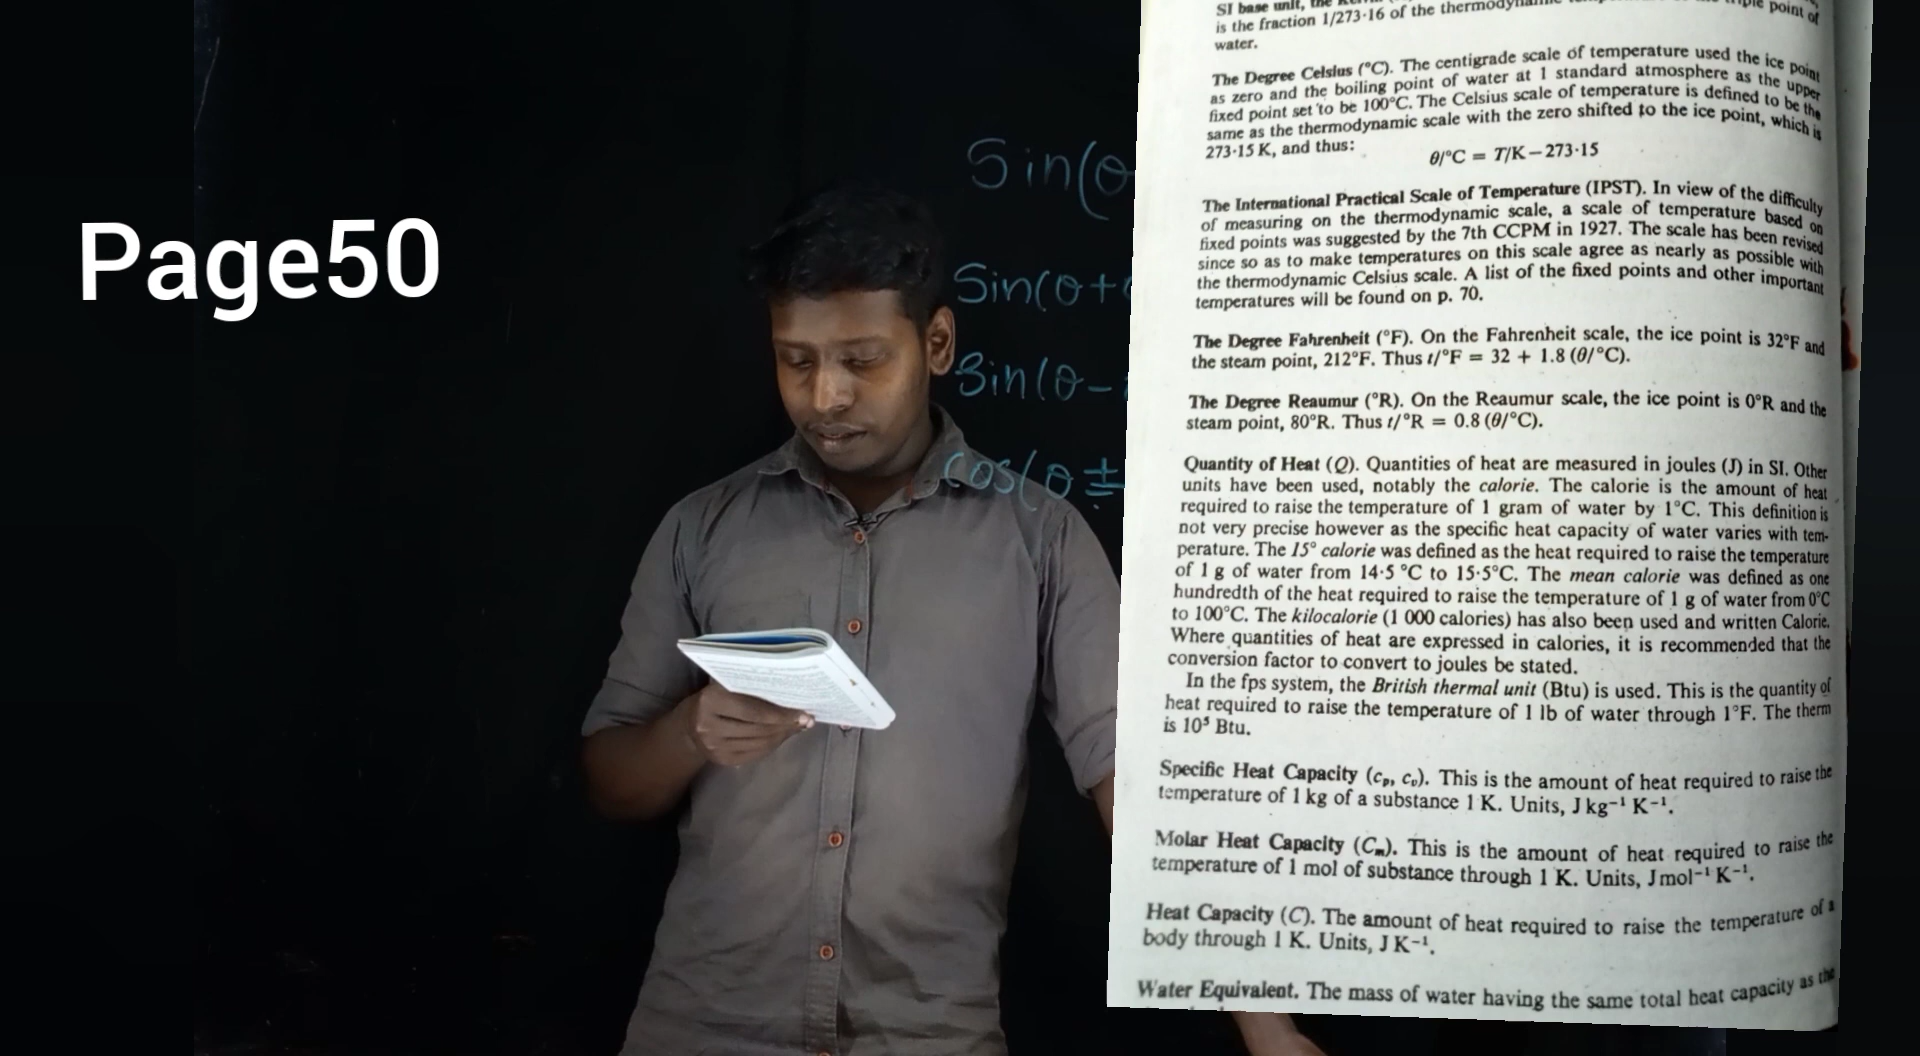 Page50
Sin(θ
Sin(θ+
Sin(θ-
cos(θ ±
SI base unit, the
is the fraction 1/273·16 of the thermodynamic triple point of
water.
The Degree Celsius (°C). The centigrade scale of temperature used the ice point
as zero and the boiling point of water at 1 standard atmosphere as the upper
fixed point set to be 100°C. The Celsius scale of temperature is defined to be the
same as the thermodynamic scale with the zero shifted to the ice point, which is
273·15 K, and thus:
θ/°C = T/K − 273·15
The International Practical Scale of Temperature (IPST). In view of the difficulty
of measuring on the thermodynamic scale, a scale of temperature based on
fixed points was suggested by the 7th CCPM in 1927. The scale has been revised
since so as to make temperatures on this scale agree as nearly as possible with
the thermodynamic Celsius scale. A list of the fixed points and other important
temperatures will be found on p. 70.
The Degree Fahrenheit (°F). On the Fahrenheit scale, the ice point is 32°F and
the steam point, 212°F. Thus t/°F = 32 + 1.8 (θ/°C).
The Degree Reaumur (°R). On the Reaumur scale, the ice point is 0°R and the
steam point, 80°R. Thus t/°R = 0.8 (θ/°C).
Quantity of Heat (Q). Quantities of heat are measured in joules (J) in SI. Other
units have been used, notably the calorie. The calorie is the amount of heat
required to raise the temperature of 1 gram of water by 1°C. This definition is
not very precise however as the specific heat capacity of water varies with tem-
perature. The 15° calorie was defined as the heat required to raise the temperature
of 1 g of water from 14·5 °C to 15·5°C. The mean calorie was defined as one
hundredth of the heat required to raise the temperature of 1 g of water from 0°C
to 100°C. The kilocalorie (1 000 calories) has also been used and written Calorie.
Where quantities of heat are expressed in calories, it is recommended that the
conversion factor to convert to joules be stated.
In the fps system, the British thermal unit (Btu) is used. This is the quantity of
heat required to raise the temperature of 1 lb of water through 1°F. The therm
is 10⁵ Btu.
Specific Heat Capacity (cₚ, cᵥ). This is the amount of heat required to raise the
temperature of 1 kg of a substance 1 K. Units, J kg⁻¹ K⁻¹.
Molar Heat Capacity (Cₘ). This is the amount of heat required to raise the
temperature of 1 mol of substance through 1 K. Units, J mol⁻¹ K⁻¹.
Heat Capacity (C). The amount of heat required to raise the temperature of a
body through 1 K. Units, J K⁻¹.
Water Equivalent. The mass of water having the same total heat capacity as the